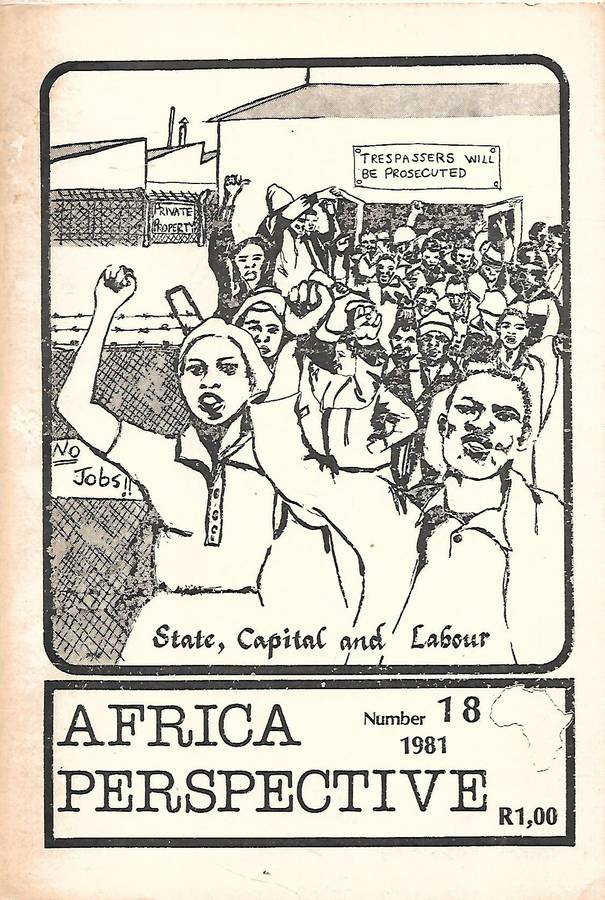 TRESPASSERS WILL
BE PROSECUTED
PRIVATE
PROPERTY
NO
Jobs!!
State, Capital and Labour
AFRICA
PERSPECTIVE
Number 18
1981
R1,00